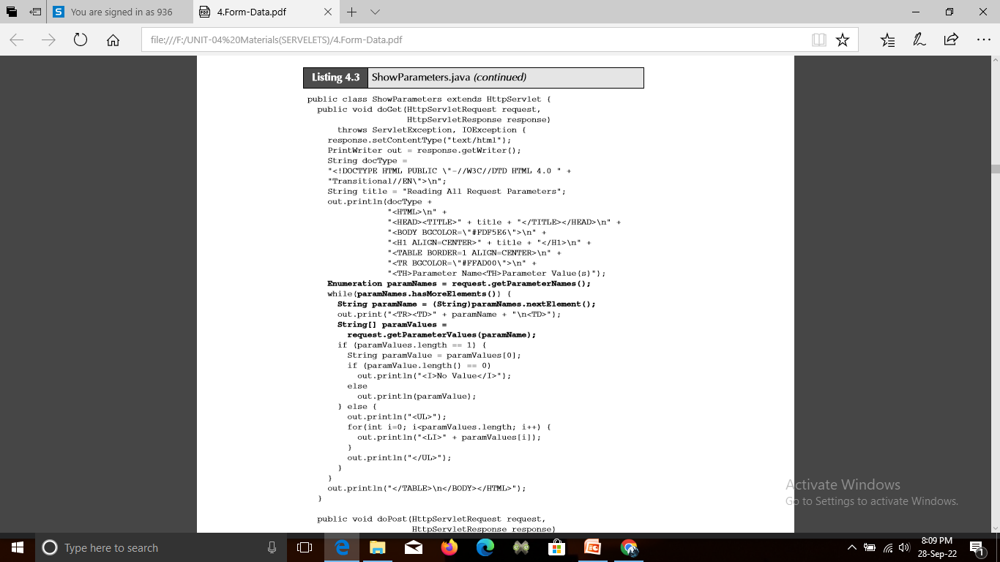 You are signed in as 936
4.Form-Data.pdf
file:///F:/UNIT-04%20Materials(SERVELETS)/4.Form-Data.pdf
Listing 4.3 ShowParameters.java (continued)
public class ShowParameters extends HttpServlet {
  public void doGet(HttpServletRequest request,
                    HttpServletResponse response)
      throws ServletException, IOException {
    response.setContentType("text/html");
    PrintWriter out = response.getWriter();
    String docType =
    "<!DOCTYPE HTML PUBLIC \"-//W3C//DTD HTML 4.0 " +
    "Transitional//EN\">\n";
    String title = "Reading All Request Parameters";
    out.println(docType +
                "<HTML>\n" +
                "<HEAD><TITLE>" + title + "</TITLE></HEAD>\n" +
                "<BODY BGCOLOR=\"#FDF5E6\">\n" +
                "<H1 ALIGN=CENTER>" + title + "</H1>\n" +
                "<TABLE BORDER=1 ALIGN=CENTER>\n" +
                "<TR BGCOLOR=\"#FFAD00\">\n" +
                "<TH>Parameter Name<TH>Parameter Value(s)");
    Enumeration paramNames = request.getParameterNames();
    while(paramNames.hasMoreElements()) {
      String paramName = (String)paramNames.nextElement();
      out.print("<TR><TD>" + paramName + "\n<TD>");
      String[] paramValues =
        request.getParameterValues(paramName);
      if (paramValues.length == 1) {
        String paramValue = paramValues[0];
        if (paramValue.length() == 0)
          out.println("<I>No Value</I>");
        else
          out.println(paramValue);
      } else {
        out.println("<UL>");
        for(int i=0; i<paramValues.length; i++) {
          out.println("<LI>" + paramValues[i]);
        }
        out.println("</UL>");
      }
    }
    out.println("</TABLE>\n</BODY></HTML>");
  }
  public void doPost(HttpServletRequest request,
                     HttpServletResponse response)
Activate Windows
Go to Settings to activate Windows.
Type here to search
8:09 PM
28-Sep-22
1